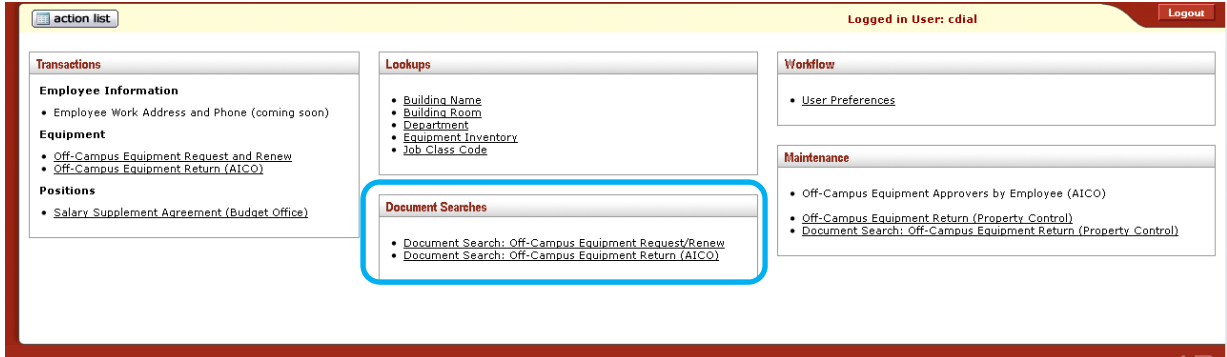 action list
Logged in User: cdial
Logout
Transactions
Employee Information
• Employee Work Address and Phone (coming soon)
Equipment
• Off-Campus Equipment Request and Renew
• Off-Campus Equipment Return (AICO)
Positions
• Salary Supplement Agreement (Budget Office)
Lookups
• Building Name
• Building Room
• Department
• Equipment Inventory
• Job Class Code
Document Searches
• Document Search: Off-Campus Equipment Request/Renew
• Document Search: Off-Campus Equipment Return (AICO)
Workflow
• User Preferences
Maintenance
• Off-Campus Equipment Approvers by Employee (AICO)
• Off-Campus Equipment Return (Property Control)
• Document Search: Off-Campus Equipment Return (Property Control)